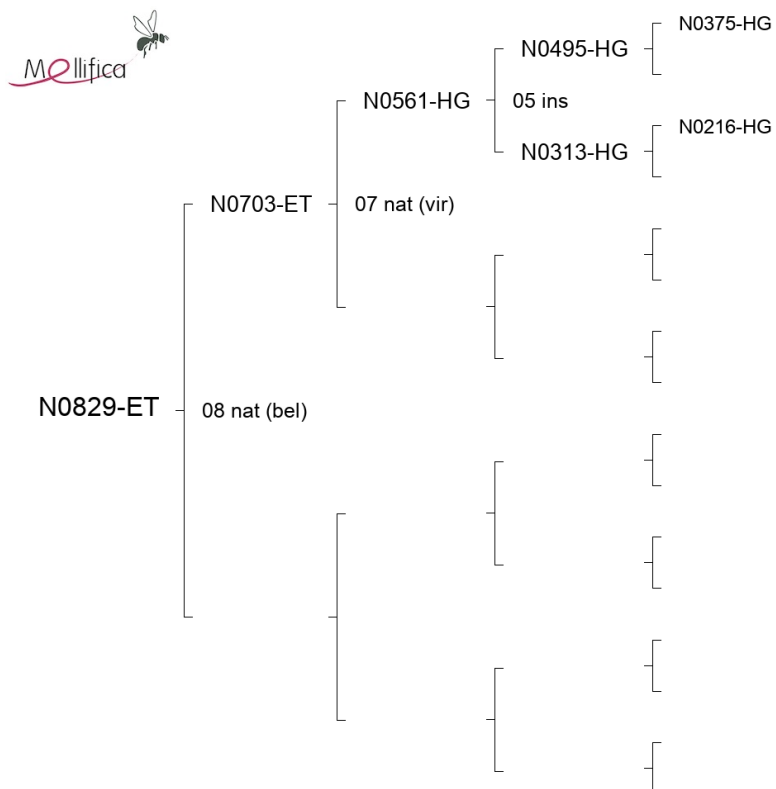 Mellifica
N0375-HG
N0495-HG
N0561-HG
05 ins
N0216-HG
N0313-HG
N0703-ET
07 nat (vir)
N0829-ET
08 nat (bel)